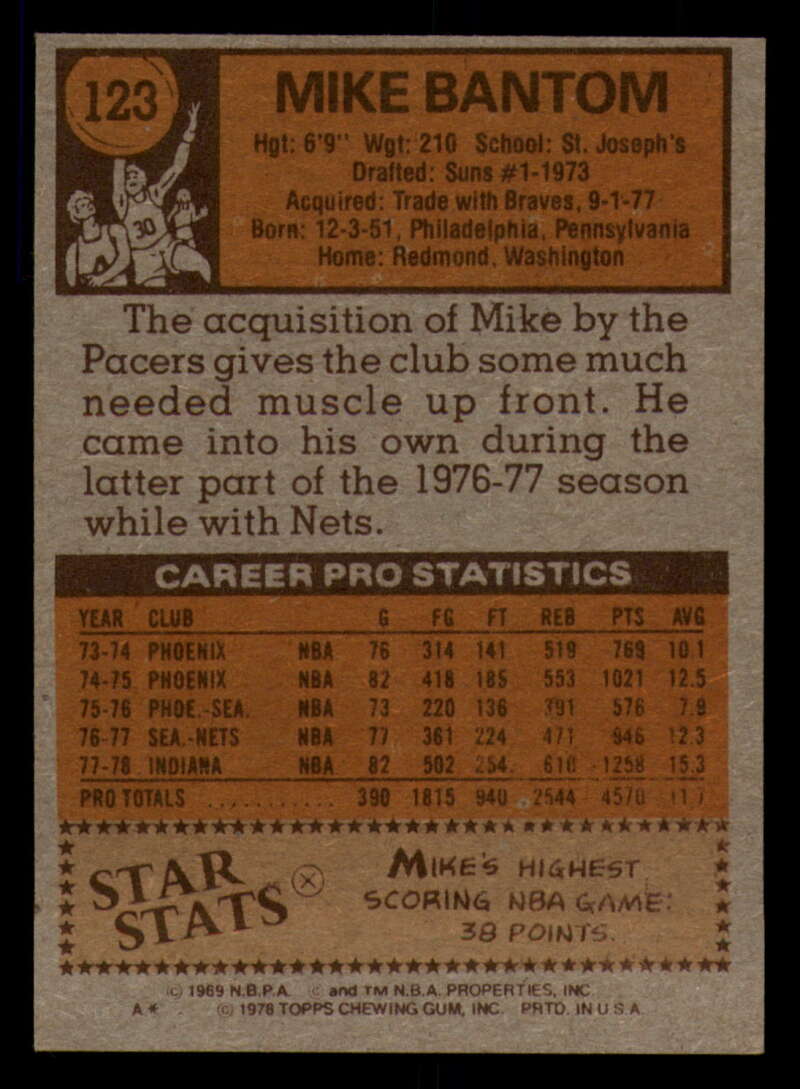 123
MIKE BANTOM
Hgt: 6'9" Wgt: 210 School: St. Joseph's
Drafted: Suns #1-1973
Acquired: Trade with Braves, 9-1-77
Born: 12-3-51, Philadelphia, Pennsylvania
Home: Redmond, Washington
30
The acquisition of Mike by the
Pacers gives the club some much
needed muscle up front. He
came into his own during the
latter part of the 1976-77 season
while with Nets.
CAREER PRO STATISTICS
YEAR CLUB G FG FT REB PTS AVG
73-74 PHOENIX NBA 76 314 141 519 769 10.1
74-75 PHOENIX NBA 82 418 185 553 1021 12.5
75-76 PHOE.-SEA. NBA 73 220 136 391 576 7.9
76-77 SEA.-NETS NBA 77 361 224 471 946 12.3
77-78 INDIANA NBA 82 502 254 610 1258 15.3
PRO TOTALS ........... 390 1815 940 2544 4570 11.7
STAR
STATS
MIKE'S HIGHEST
SCORING NBA GAME:
38 POINTS.
© 1969 N.B.P.A. © and TM N.B.A. PROPERTIES, INC.
A* © 1978 TOPPS CHEWING GUM, INC. PRTD. IN U.S.A.